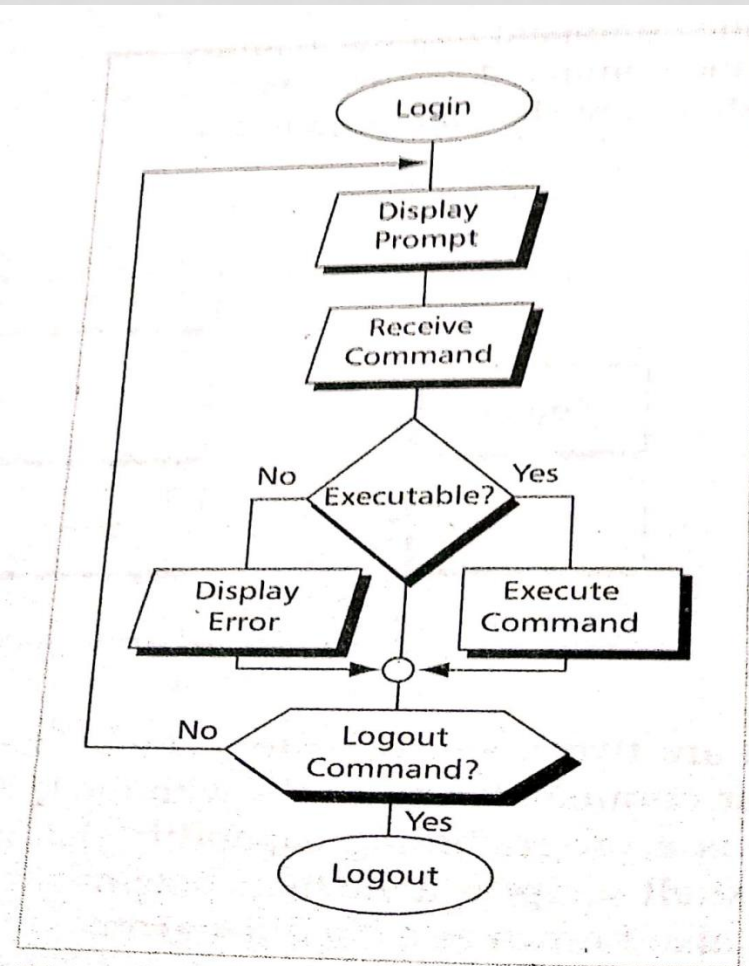 Login
Display
Prompt
Receive
Command
Executable?
No
Yes
Display
Error
Execute
Command
Logout
Command?
No
Yes
Logout